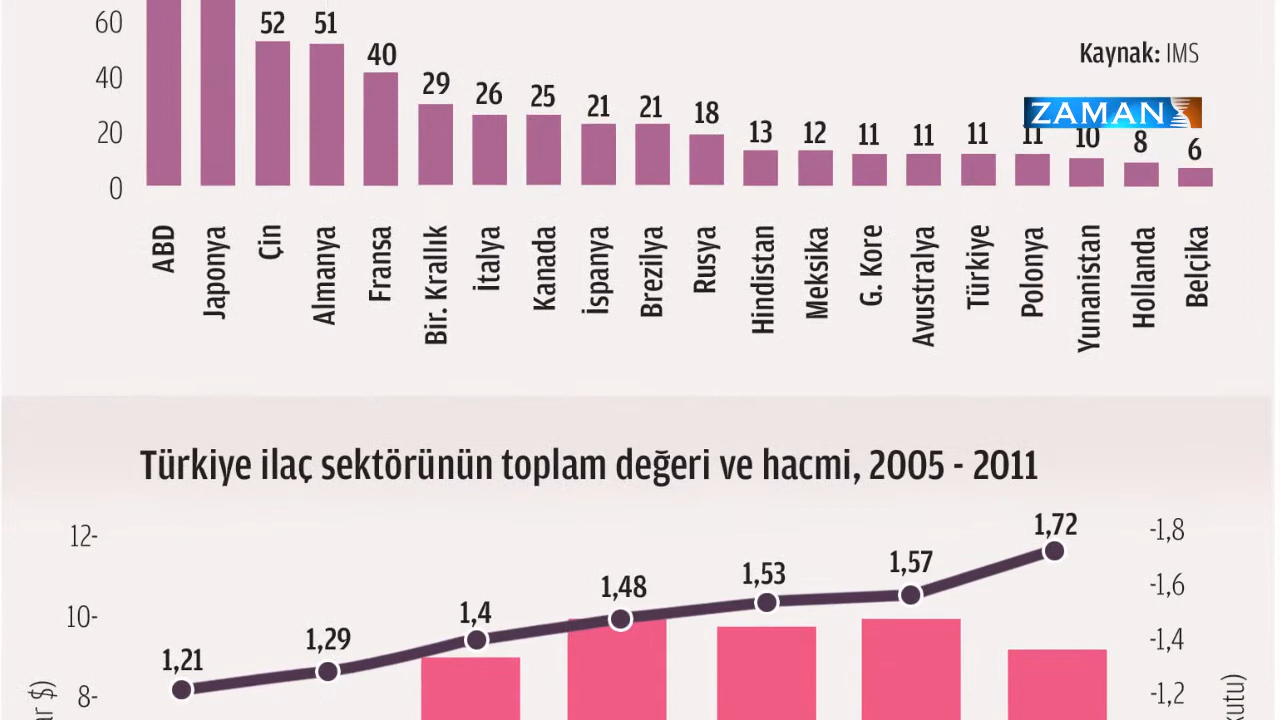 60
52
51
40
40
29
26
25
21
21
18
13
12
11
11
11
11
10
8
6
20
0
Kaynak: IMS
ZAMAN
ABD
Japonya
Çin
Almanya
Fransa
Bir. Krallık
İtalya
Kanada
İspanya
Brezilya
Rusya
Hindistan
Meksika
G. Kore
Avustralya
Türkiye
Polonya
Yunanistan
Hollanda
Belçika
Türkiye ilaç sektörünün toplam değeri ve hacmi, 2005 - 2011
12-
10-
8-
1,21
1,29
1,4
1,48
1,53
1,57
1,72
-1,8
-1,6
-1,4
-1,2
$)